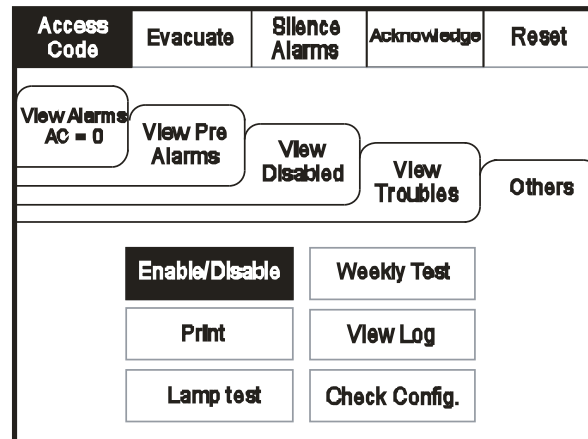 Access
Code
Evacuate
Silence
Alarms
Acknowledge
Reset
View Alarms
AC = 0
View Pre
Alarms
View
Disabled
View
Troubles
Others
Enable/Disable
Weekly Test
Print
View Log
Lamp test
Check Config.